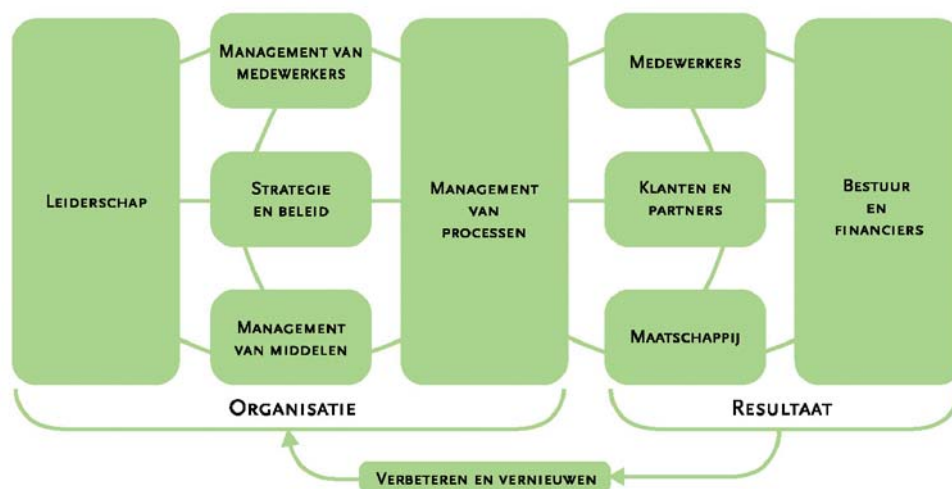 Leiderschap
Management van
medewerkers
Strategie
en beleid
Management
van middelen
Management
van
processen
Medewerkers
Klanten en
partners
Maatschappij
Bestuur
en
financiers
Organisatie
Resultaat
Verbeteren en vernieuwen